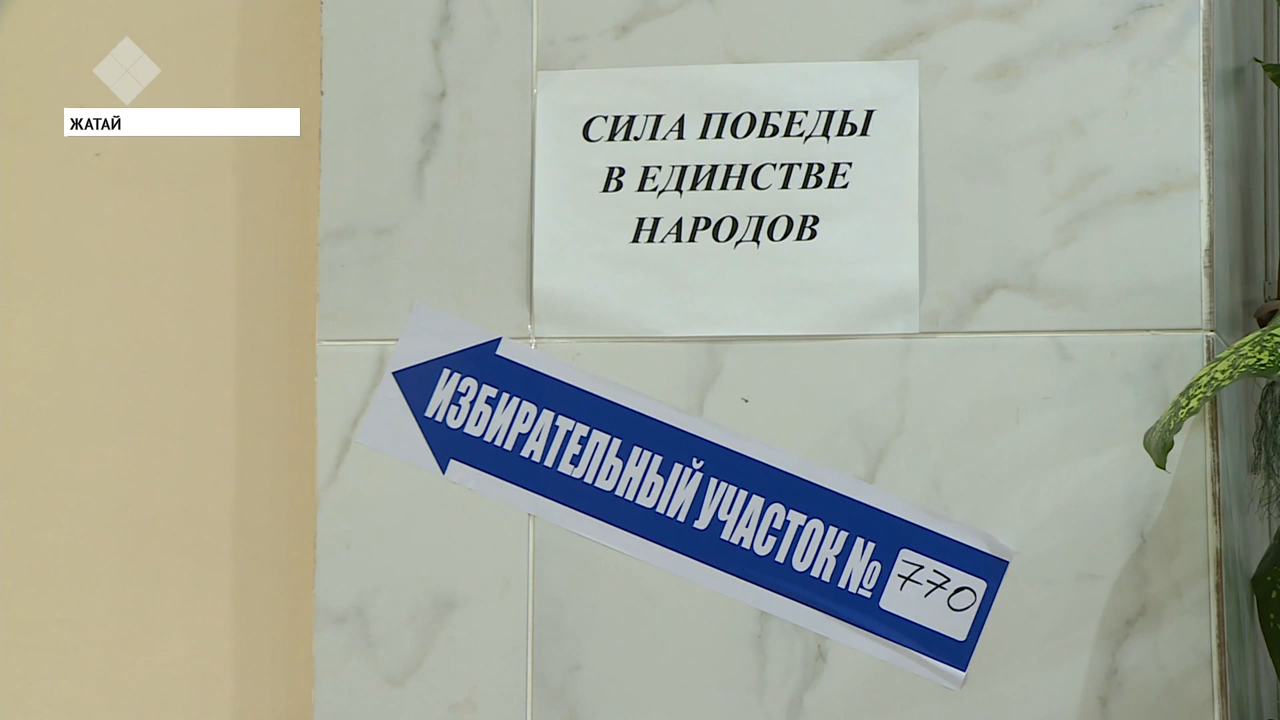 ЖАТАЙ
СИЛА ПОБЕДЫ
В ЕДИНСТВЕ
НАРОДОВ
ИЗБИРАТЕЛЬНЫЙ УЧАСТОК № 770